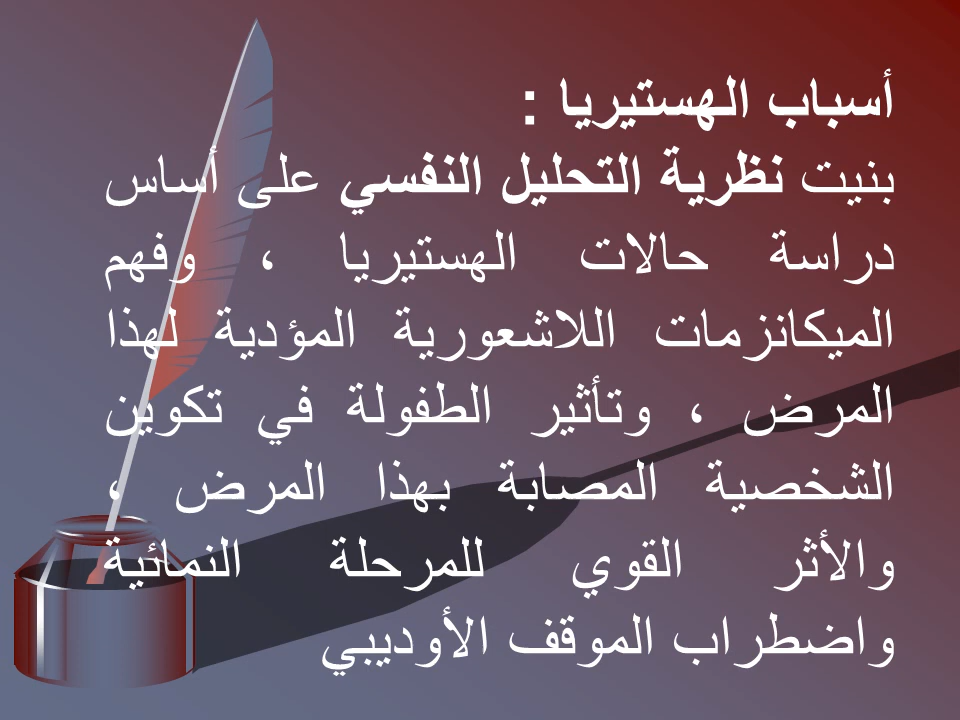 أسباب الهستيريا :
بنيت نظرية التحليل النفسي على أساس
دراسة حالات الهستيريا ، وفهم
الميكانزمات اللاشعورية المؤدية لهذا
المرض ، وتأثير الطفولة في تكوين
الشخصية المصابة بهذا المرض ،
والأثر القوي للمرحلة النمائية
واضطراب الموقف الأوديبي